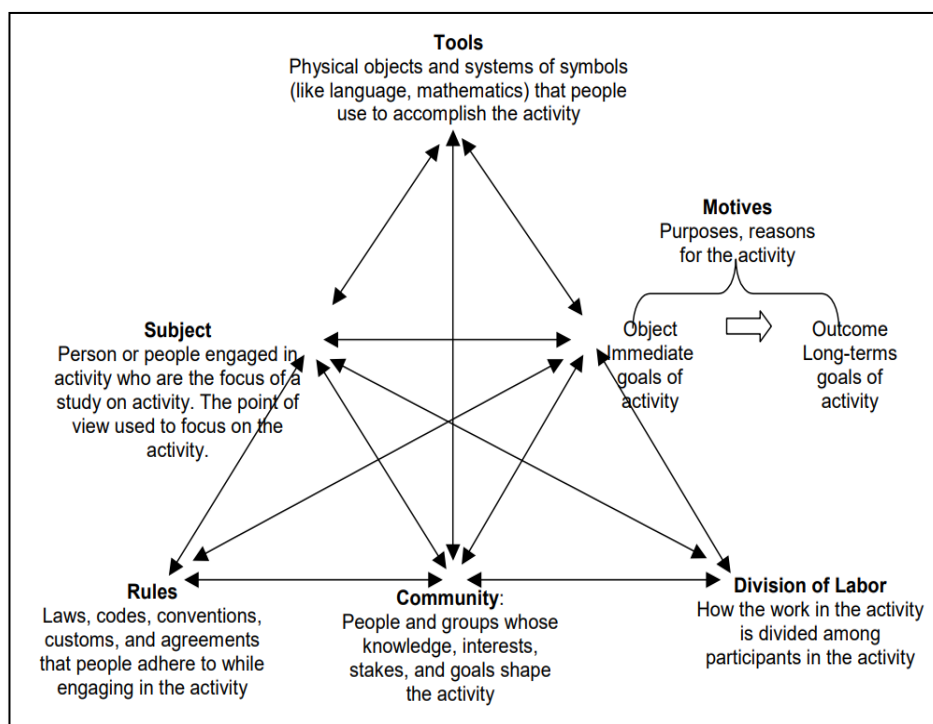 Tools
Physical objects and systems of symbols
(like language, mathematics) that people
use to accomplish the activity
Motives
Purposes, reasons
for the activity
Subject
Person or people engaged in
activity who are the focus of a
study on activity. The point of
view used to focus on the
activity.
Object
Immediate
goals of
activity
Outcome
Long-terms
goals of
activity
Rules
Laws, codes, conventions,
customs, and agreements
that people adhere to while
engaging in the activity
Community:
People and groups whose
knowledge, interests,
stakes, and goals shape
the activity
Division of Labor
How the work in the activity
is divided among
participants in the activity